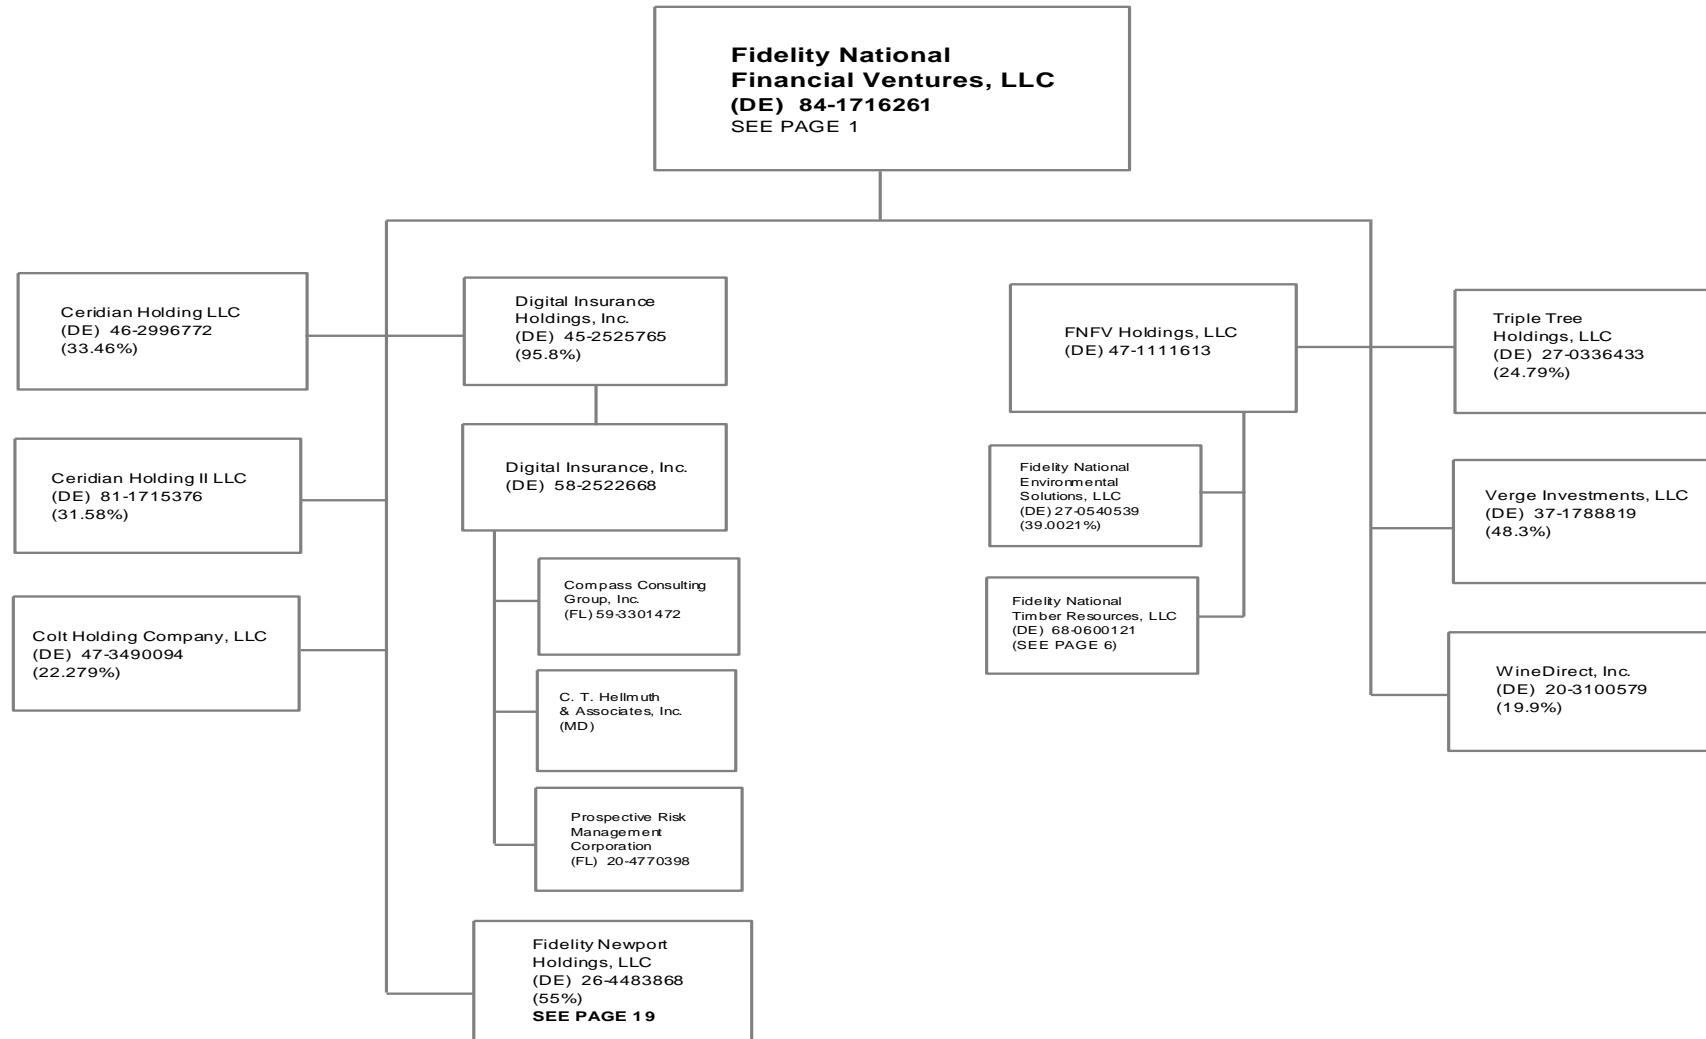 Fidelity National
Financial Ventures, LLC
(DE) 84-1716261
SEE PAGE 1
Ceridian Holding LLC
(DE) 46-2996772
(33.46%)
Digital Insurance
Holdings, Inc.
(DE) 45-2525765
(95.8%)
FNFV Holdings, LLC
(DE) 47-1111613
Triple Tree
Holdings, LLC
(DE) 27-0336433
(24.79%)
Ceridian Holding II LLC
(DE) 81-1715376
(31.58%)
Digital Insurance, Inc.
(DE) 58-2522668
Fidelity National
Environmental
Solutions, LLC
(DE) 27-0540539
(39.0021%)
Verge Investments, LLC
(DE) 37-1788819
(48.3%)
Colt Holding Company, LLC
(DE) 47-3490094
(22.279%)
Compass Consulting
Group, Inc.
(FL) 59-3301472
Fidelity National
Timber Resources, LLC
(DE) 68-0600121
(SEE PAGE 6)
WineDirect, Inc.
(DE) 20-3100579
(19.9%)
C. T. Hellmuth
& Associates, Inc.
(MD)
Prospective Risk
Management
Corporation
(FL) 20-4770398
Fidelity Newport
Holdings, LLC
(DE) 26-4483868
(55%)
SEE PAGE 19